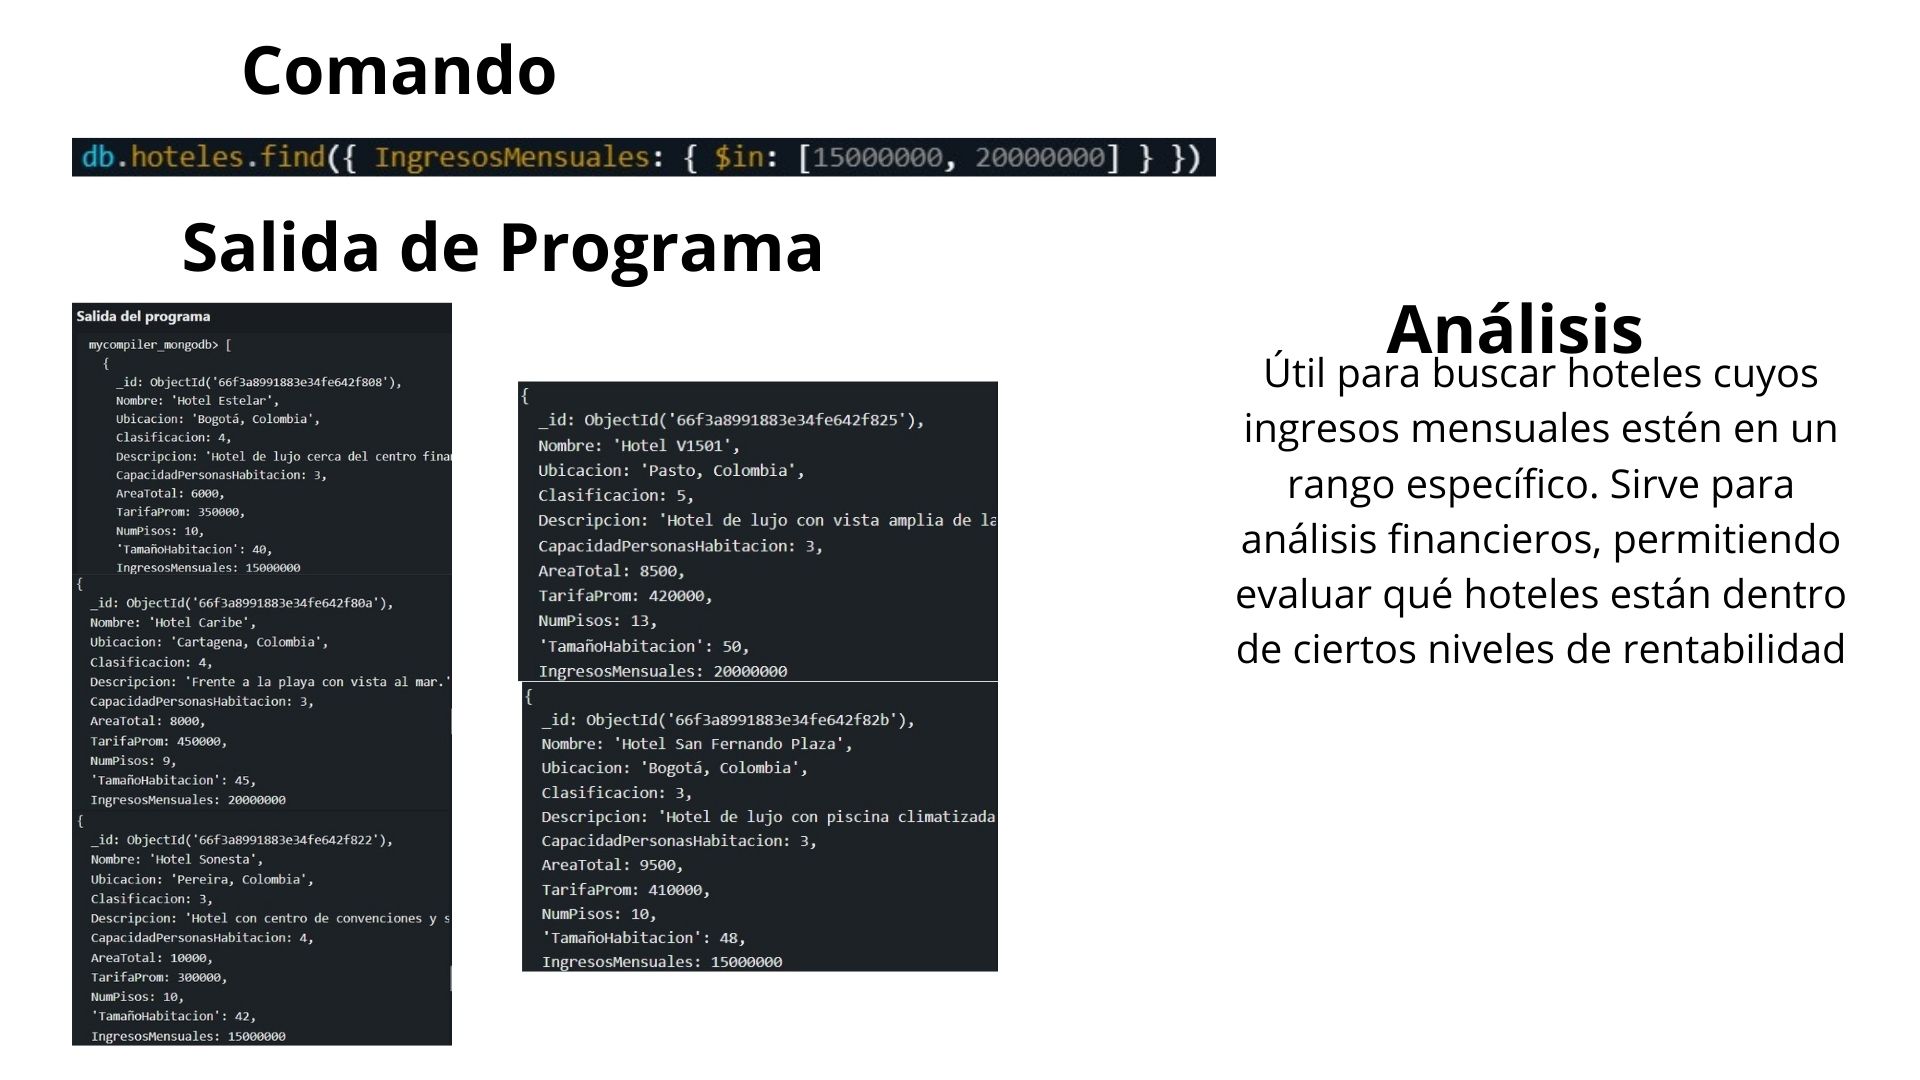 Comando
db.hoteles.find({ IngresosMensuales: { $in: [15000000, 20000000] } })
Salida de Programa
Salida del programa
mycompiler_mongodb> [
{
_id: ObjectId('66f3a8991883e34fe642f808'),
Nombre: 'Hotel Estelar',
Ubicacion: 'Bogotá, Colombia',
Clasificacion: 4,
Descripcion: 'Hotel de lujo cerca del centro finan
CapacidadPersonasHabitacion: 3,
AreaTotal: 6000,
TarifaProm: 350000,
NumPisos: 10,
'TamañoHabitacion': 40,
IngresosMensuales: 15000000
{
_id: ObjectId('66f3a8991883e34fe642f80a'),
Nombre: 'Hotel Caribe',
Ubicacion: 'Cartagena, Colombia',
Clasificacion: 4,
Descripcion: 'Frente a la playa con vista al mar.'
CapacidadPersonasHabitacion: 3,
AreaTotal: 8000,
TarifaProm: 450000,
NumPisos: 9,
'TamañoHabitacion': 45,
IngresosMensuales: 20000000
{
_id: ObjectId('66f3a8991883e34fe642f822'),
Nombre: 'Hotel Sonesta',
Ubicacion: 'Pereira, Colombia',
Clasificacion: 3,
Descripcion: 'Hotel con centro de convenciones y s
CapacidadPersonasHabitacion: 4,
AreaTotal: 10000,
TarifaProm: 300000,
NumPisos: 10,
'TamañoHabitacion': 42,
IngresosMensuales: 15000000
{
_id: ObjectId('66f3a8991883e34fe642f825'),
Nombre: 'Hotel V1501',
Ubicacion: 'Pasto, Colombia',
Clasificacion: 5,
Descripcion: 'Hotel de lujo con vista amplia de la
CapacidadPersonasHabitacion: 3,
AreaTotal: 8500,
TarifaProm: 420000,
NumPisos: 13,
'TamañoHabitacion': 50,
IngresosMensuales: 20000000
{
_id: ObjectId('66f3a8991883e34fe642f82b'),
Nombre: 'Hotel San Fernando Plaza',
Ubicacion: 'Bogotá, Colombia',
Clasificacion: 3,
Descripcion: 'Hotel de lujo con piscina climatizada
CapacidadPersonasHabitacion: 3,
AreaTotal: 9500,
TarifaProm: 410000,
NumPisos: 10,
'TamañoHabitacion': 48,
IngresosMensuales: 15000000
Análisis
Útil para buscar hoteles cuyos
ingresos mensuales estén en un
rango específico. Sirve para
análisis financieros, permitiendo
evaluar qué hoteles están dentro
de ciertos niveles de rentabilidad